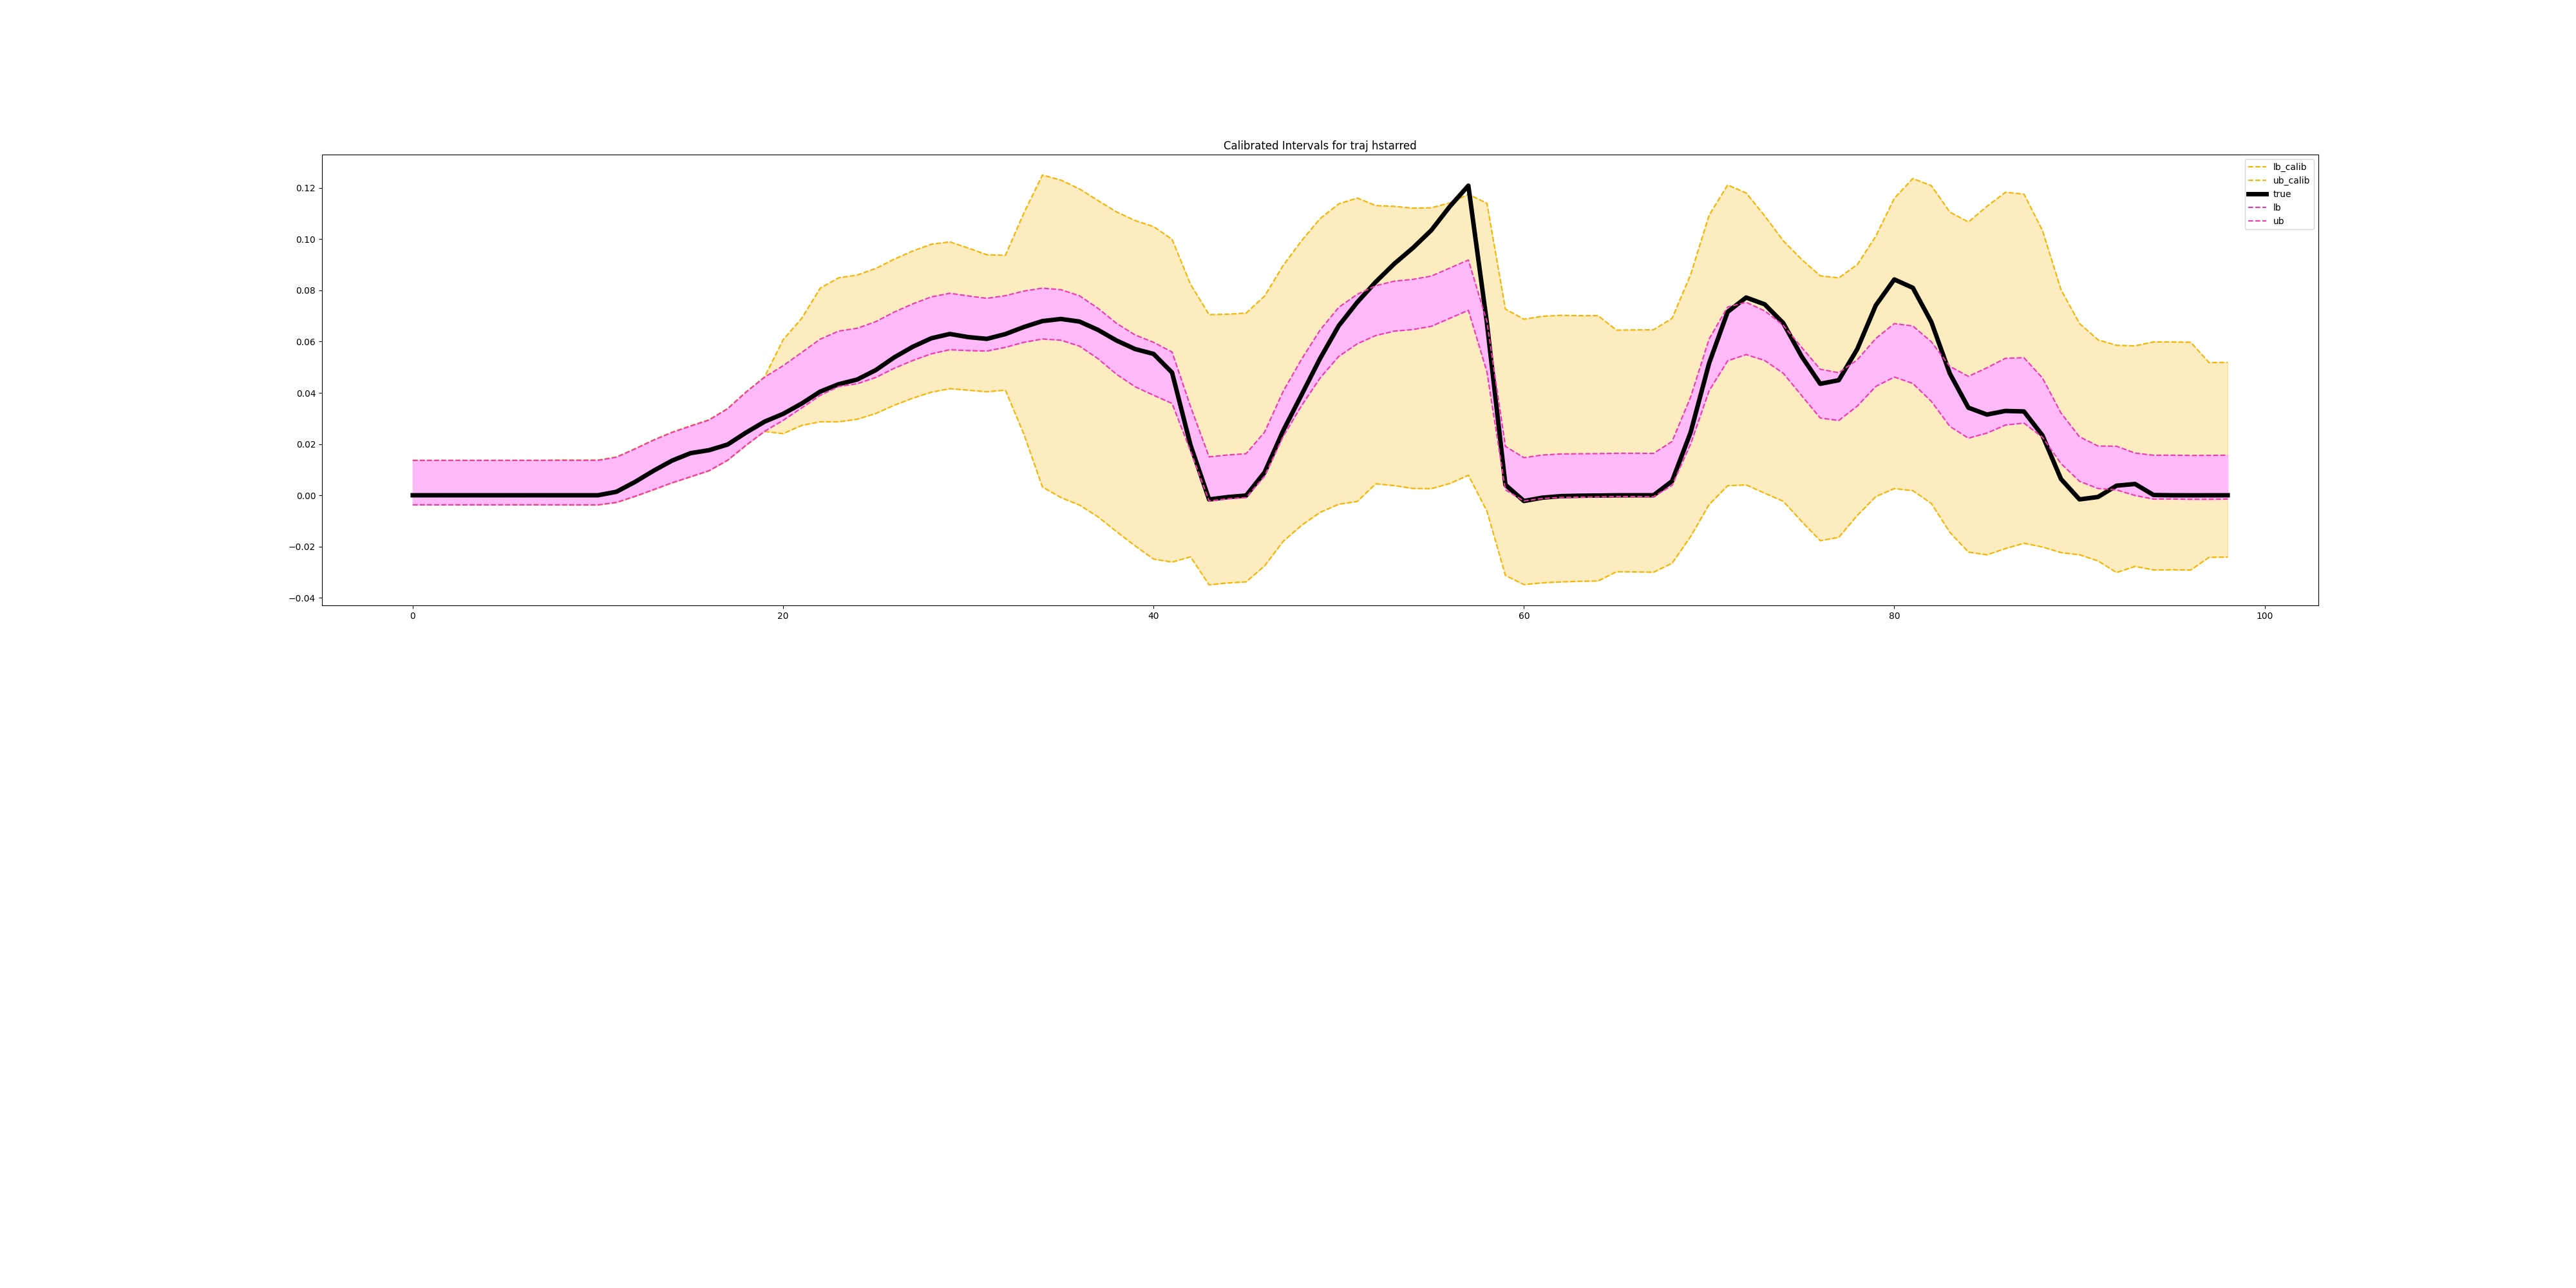 Calibrated Intervals for traj hstarred
lb_calib
ub_calib
true
lb
ub
0.12
0.10
0.08
0.06
0.04
0.02
0.00
−0.02
−0.04
0 20 40 60 80 100